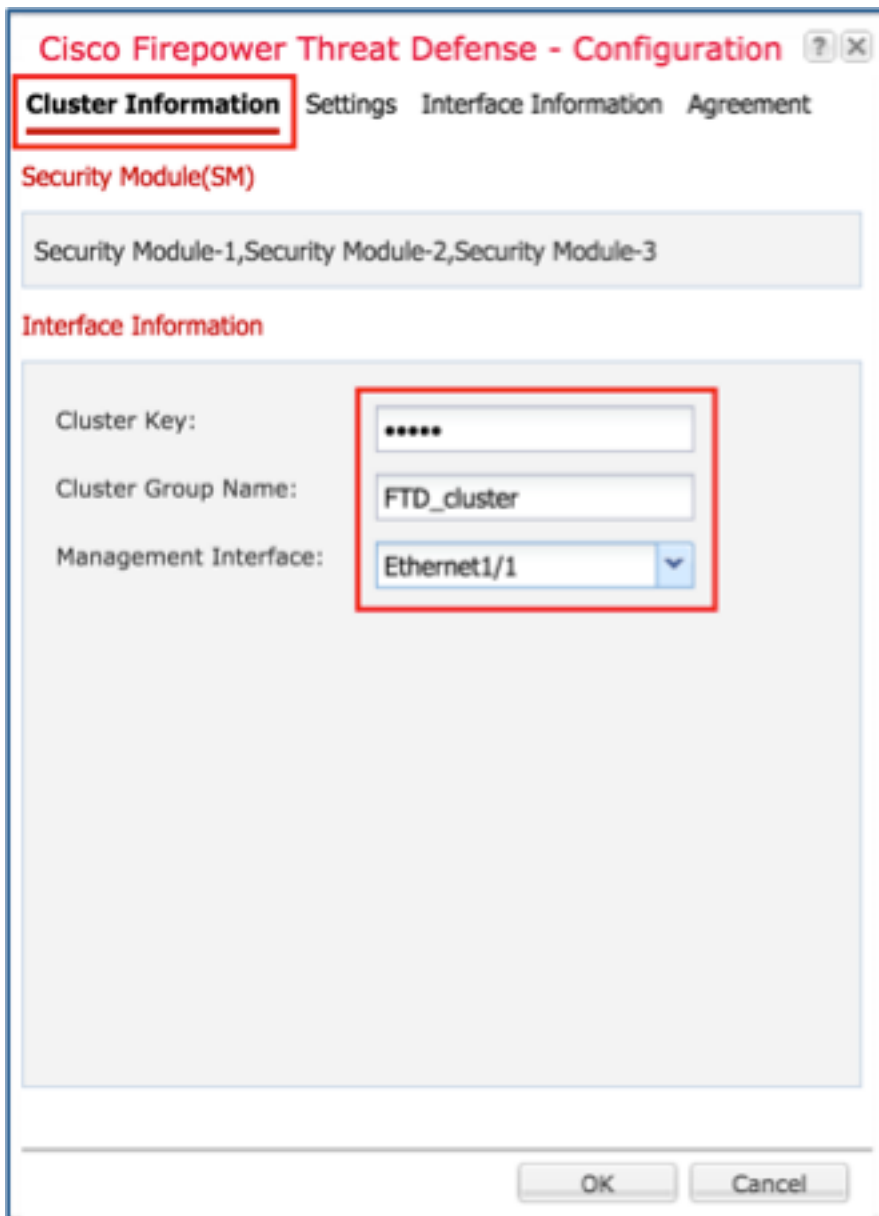 Cisco Firepower Threat Defense - Configuration ? X
Cluster Information Settings Interface Information Agreement
Security Module(SM)
Security Module-1,Security Module-2,Security Module-3
Interface Information
Cluster Key: •••••
Cluster Group Name: FTD_cluster
Management Interface: Ethernet1/1
OK Cancel